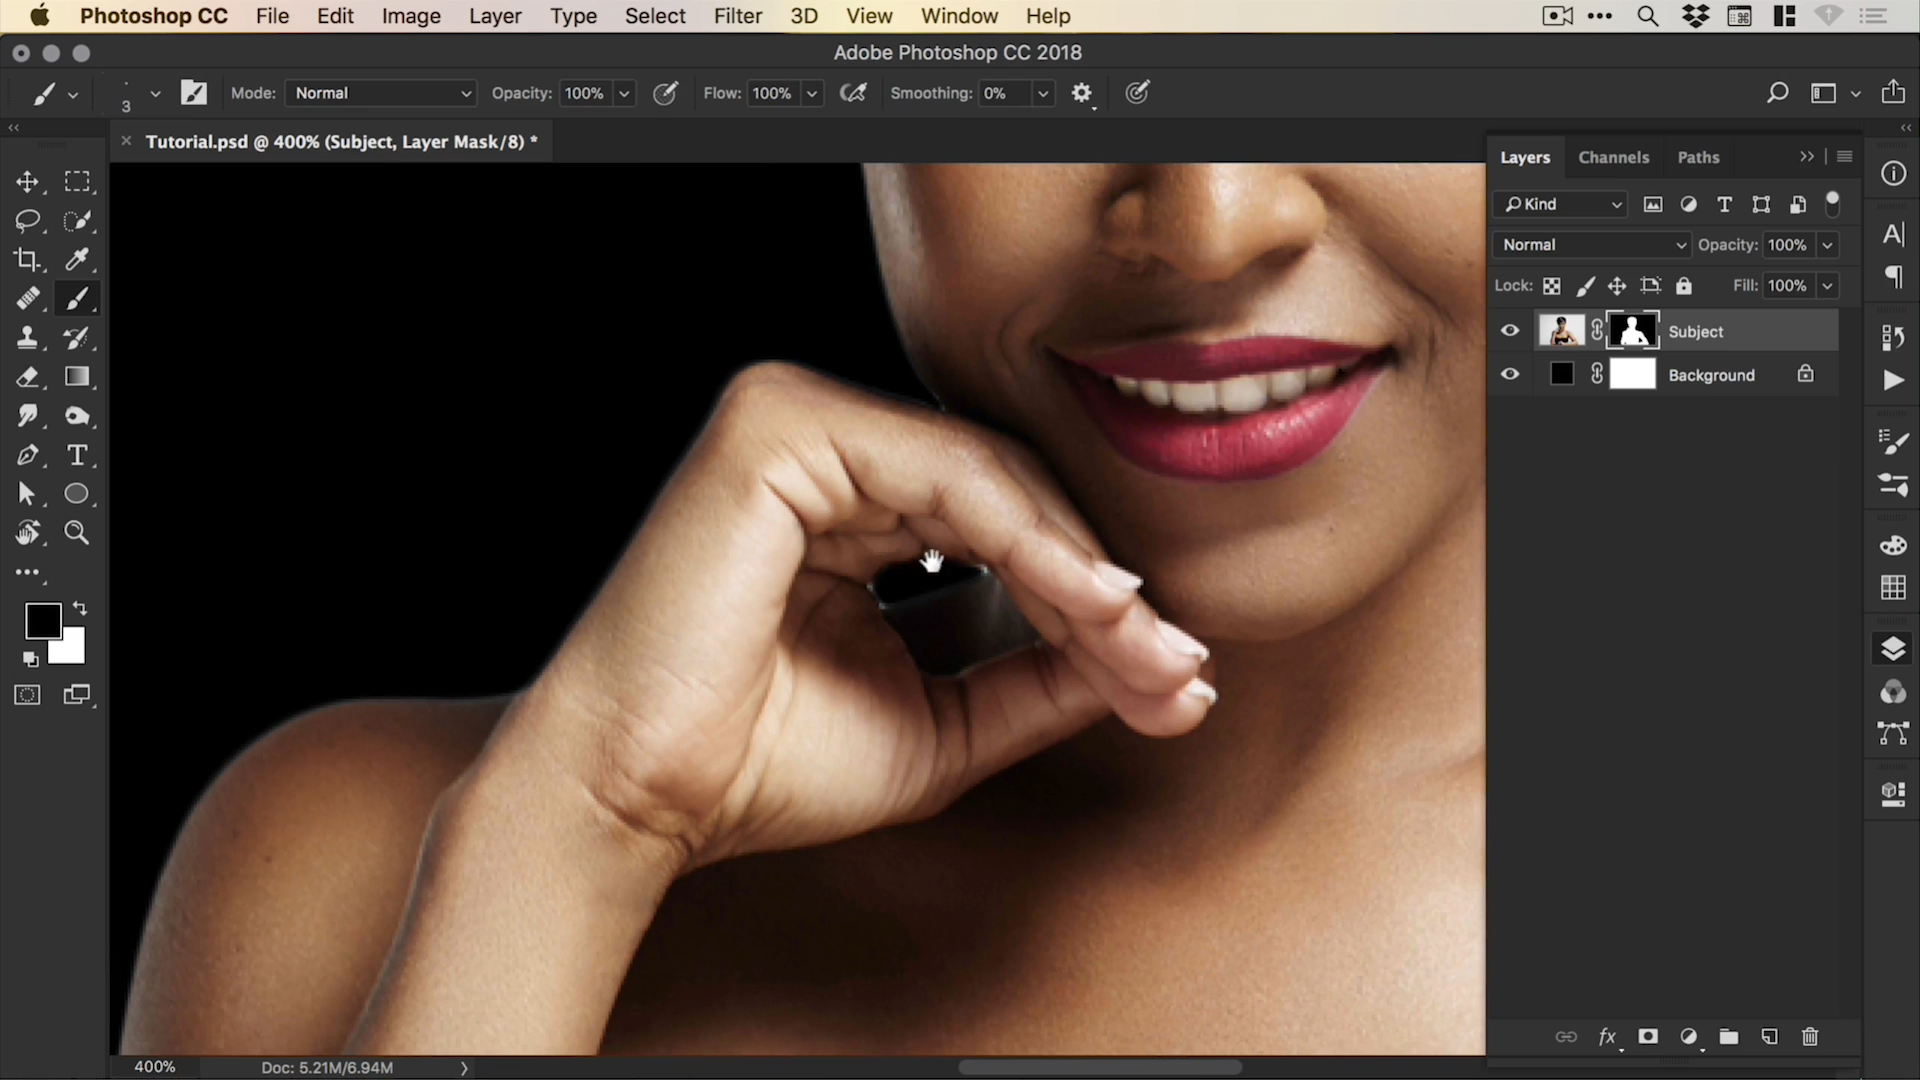 Photoshop CC File Edit Image Layer Type Select Filter 3D View Window Help
Adobe Photoshop CC 2018
3 Mode: Normal Opacity: 100% Flow: 100% Smoothing: 0%
Tutorial.psd @ 400% (Subject, Layer Mask/8) *
Layers Channels Paths
Kind
Normal Opacity: 100%
Lock: Fill: 100%
Subject
Background
fx
400% Doc: 5.21M/6.94M